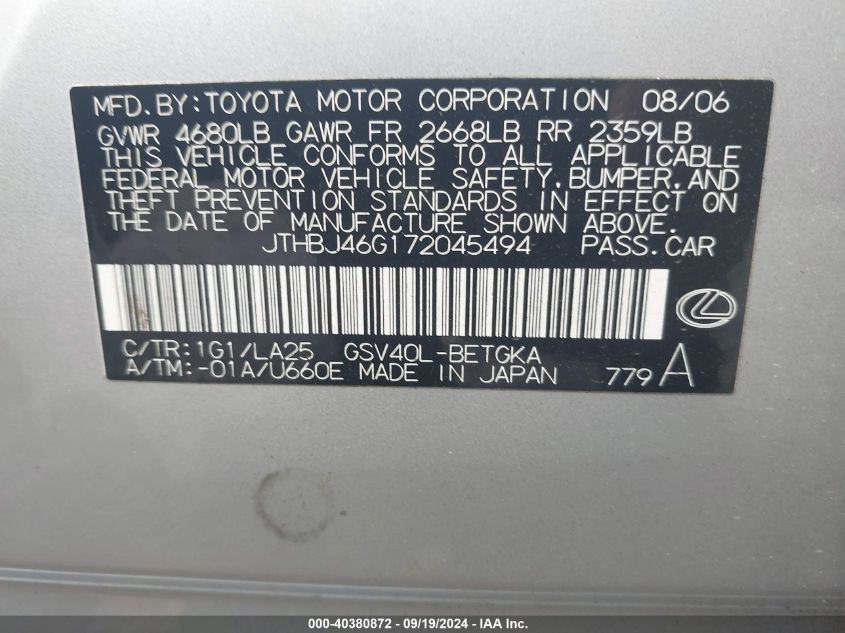 MFD.BY:TOYOTA MOTOR CORPORATION 08/06
GVWR 4680LB GAWR FR 2668LB RR 2359LB
THIS VEHICLE CONFORMS TO ALL APPLICABLE
FEDERAL MOTOR VEHICLE SAFETY,BUMPER,AND
THEFT PREVENTION STANDARDS IN EFFECT ON
THE DATE OF MANUFACTURE SHOWN ABOVE.
JTHBJ46G172045494 PASS.CAR
C/TR:1G1/LA25 GSV40L-BETGKA
A/TM:-01A/U660E MADE IN JAPAN 779A
000-40380872 - 09/19/2024 - IAA Inc.